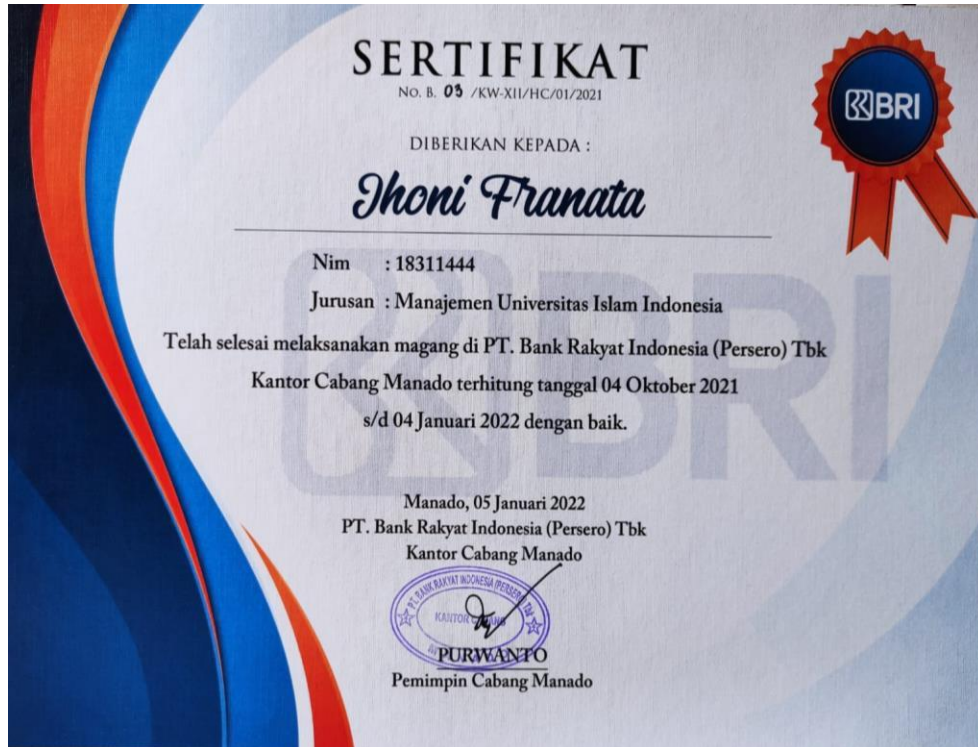 SERTIFIKAT
No. B. 03 /KW-XII/HC/01/2021
BRI
DIBERIKAN KEPADA :
Jhoni Franata
Nim : 18311444
Jurusan : Manajemen Universitas Islam Indonesia
Telah selesai melaksanakan magang di PT. Bank Rakyat Indonesia (Persero) Tbk
Kantor Cabang Manado terhitung tanggal 04 Oktober 2021
s/d 04 Januari 2022 dengan baik.
BRI
Manado, 05 Januari 2022
PT. Bank Rakyat Indonesia (Persero) Tbk
Kantor Cabang Manado
PT. BANK RAKYAT INDONESIA (PERSERO) Tbk
KANTOR CABANG
PURWANTO
Pemimpin Cabang Manado